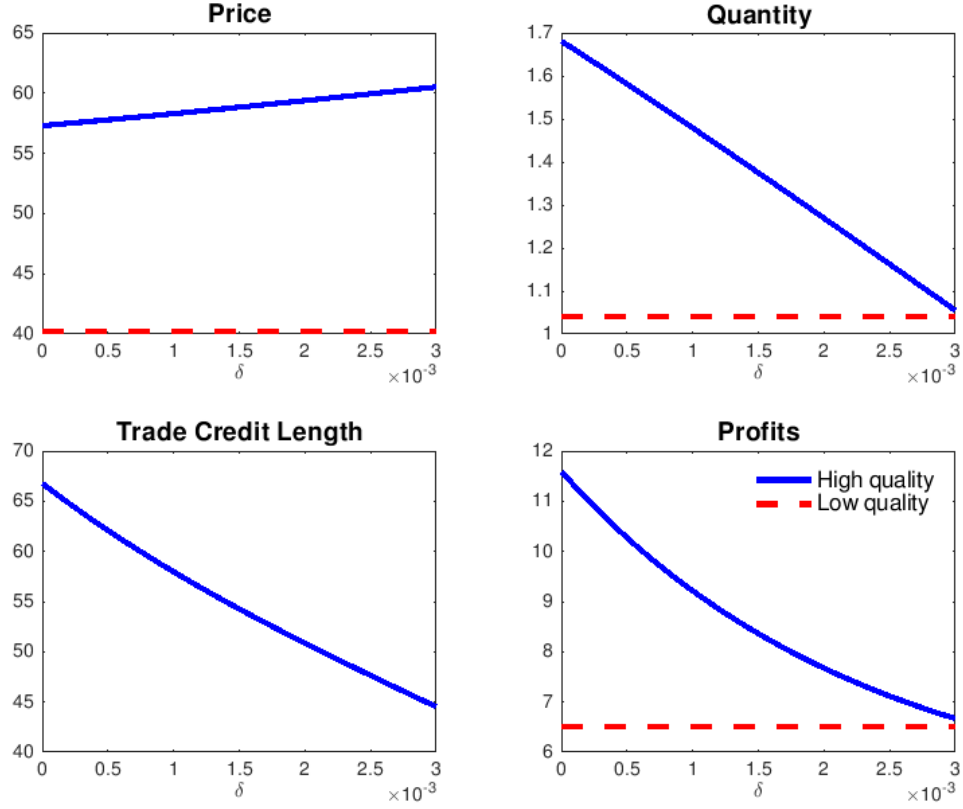 Price
65
60
55
50
45
40
0 0.5 1 1.5 2 2.5 3
δ ×10⁻³
Quantity
1.7
1.6
1.5
1.4
1.3
1.2
1.1
1
0 0.5 1 1.5 2 2.5 3
δ ×10⁻³
Trade Credit Length
70
65
60
55
50
45
40
0 0.5 1 1.5 2 2.5 3
δ ×10⁻³
Profits
12
11
10
9
8
7
6
High quality
Low quality
0 0.5 1 1.5 2 2.5 3
δ ×10⁻³